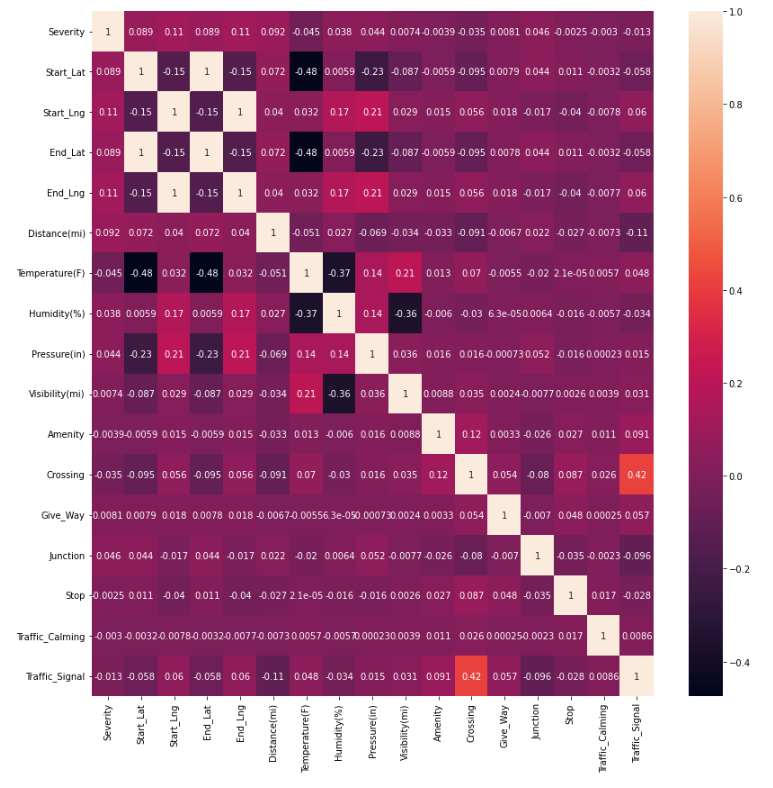 Severity 1 0.089 0.11 0.089 0.11 0.092 -0.045 0.038 0.044 0.0074 -0.0039 -0.035 0.0081 0.046 -0.0025 -0.003 -0.013
Start_Lat 0.089 1 -0.15 1 -0.15 0.072 -0.48 0.0059 -0.23 -0.087 -0.0059 -0.095 0.0079 0.044 0.011 -0.0032 -0.058
Start_Lng 0.11 -0.15 1 -0.15 1 0.04 0.032 0.17 0.21 0.029 0.015 0.056 0.018 -0.017 -0.04 -0.0078 0.06
End_Lat 0.089 1 -0.15 1 -0.15 0.072 -0.48 0.0059 -0.23 -0.087 -0.0059 -0.095 0.0078 0.044 0.011 -0.0032 -0.058
End_Lng 0.11 -0.15 1 -0.15 1 0.04 0.032 0.17 0.21 0.029 0.015 0.056 0.018 -0.017 -0.04 -0.0077 0.06
Distance(mi) 0.092 0.072 0.04 0.072 0.04 1 -0.051 0.027 -0.069 -0.034 -0.033 -0.091 -0.0067 0.022 -0.027 -0.0073 -0.11
Temperature(F) -0.045 -0.48 0.032 -0.48 0.032 -0.051 1 -0.37 0.14 0.21 0.013 0.07 -0.0055 -0.02 2.1e-05 0.0057 0.048
Humidity(%) 0.038 0.0059 0.17 0.0059 0.17 0.027 -0.37 1 0.14 -0.36 -0.006 -0.03 6.3e-05 0.0064 -0.016 -0.0057 -0.034
Pressure(in) 0.044 -0.23 0.21 -0.23 0.21 -0.069 0.14 0.14 1 0.036 0.016 0.016 -0.00073 0.052 -0.016 0.00023 0.015
Visibility(mi) 0.0074 -0.087 0.029 -0.087 0.029 -0.034 0.21 -0.36 0.036 1 0.0088 0.035 0.0024 -0.0077 0.0026 0.0039 0.031
Amenity -0.0039 -0.0059 0.015 -0.0059 0.015 -0.033 0.013 -0.006 0.016 0.0088 1 0.12 0.0033 -0.026 0.027 0.011 0.091
Crossing -0.035 -0.095 0.056 -0.095 0.056 -0.091 0.07 -0.03 0.016 0.035 0.12 1 0.054 -0.08 0.087 0.026 0.42
Give_Way 0.0081 0.0079 0.018 0.0078 0.018 -0.0067 -0.0055 6.3e-05 -0.00073 0.0024 0.0033 0.054 1 -0.007 0.048 0.00025 0.057
Junction 0.046 0.044 -0.017 0.044 -0.017 0.022 -0.02 0.0064 0.052 -0.0077 -0.026 -0.08 -0.007 1 -0.035 -0.0023 -0.096
Stop -0.0025 0.011 -0.04 0.011 -0.04 -0.027 2.1e-05 -0.016 -0.016 0.0026 0.027 0.087 0.048 -0.035 1 0.017 -0.028
Traffic_Calming -0.003 -0.0032 -0.0078 -0.0032 -0.0077 -0.0073 0.0057 -0.0057 0.00023 0.0039 0.011 0.026 0.00025 -0.0023 0.017 1 0.0086
Traffic_Signal -0.013 -0.058 0.06 -0.058 0.06 -0.11 0.048 -0.034 0.015 0.031 0.091 0.42 0.057 -0.096 -0.028 0.0086 1
Severity Start_Lat Start_Lng End_Lat End_Lng Distance(mi) Temperature(F) Humidity(%) Pressure(in) Visibility(mi) Amenity Crossing Give_Way Junction Stop Traffic_Calming Traffic_Signal
1.0
0.8
0.6
0.4
0.2
0.0
−0.2
−0.4